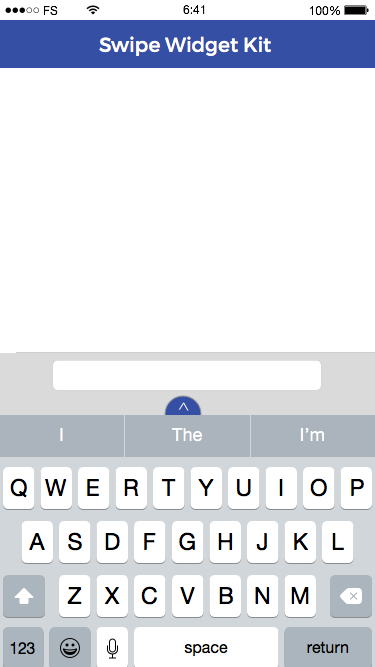 FS 6:41 100%
Swipe Widget Kit
I The I'm
Q W E R T Y U I O P
A S D F G H J K L
Z X C V B N M
123 space return